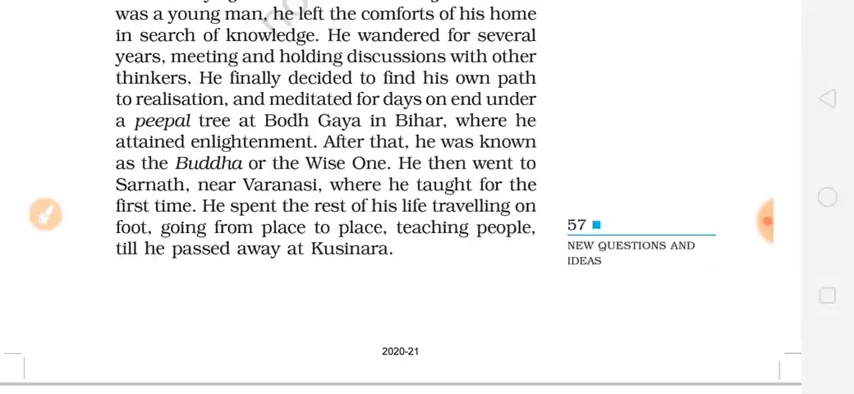 was a young man, he left the comforts of his home
in search of knowledge. He wandered for several
years, meeting and holding discussions with other
thinkers. He finally decided to find his own path
to realisation, and meditated for days on end under
a peepal tree at Bodh Gaya in Bihar, where he
attained enlightenment. After that, he was known
as the Buddha or the Wise One. He then went to
Sarnath, near Varanasi, where he taught for the
first time. He spent the rest of his life travelling on
foot, going from place to place, teaching people,
till he passed away at Kusinara.
57
NEW QUESTIONS AND
IDEAS
2020-21